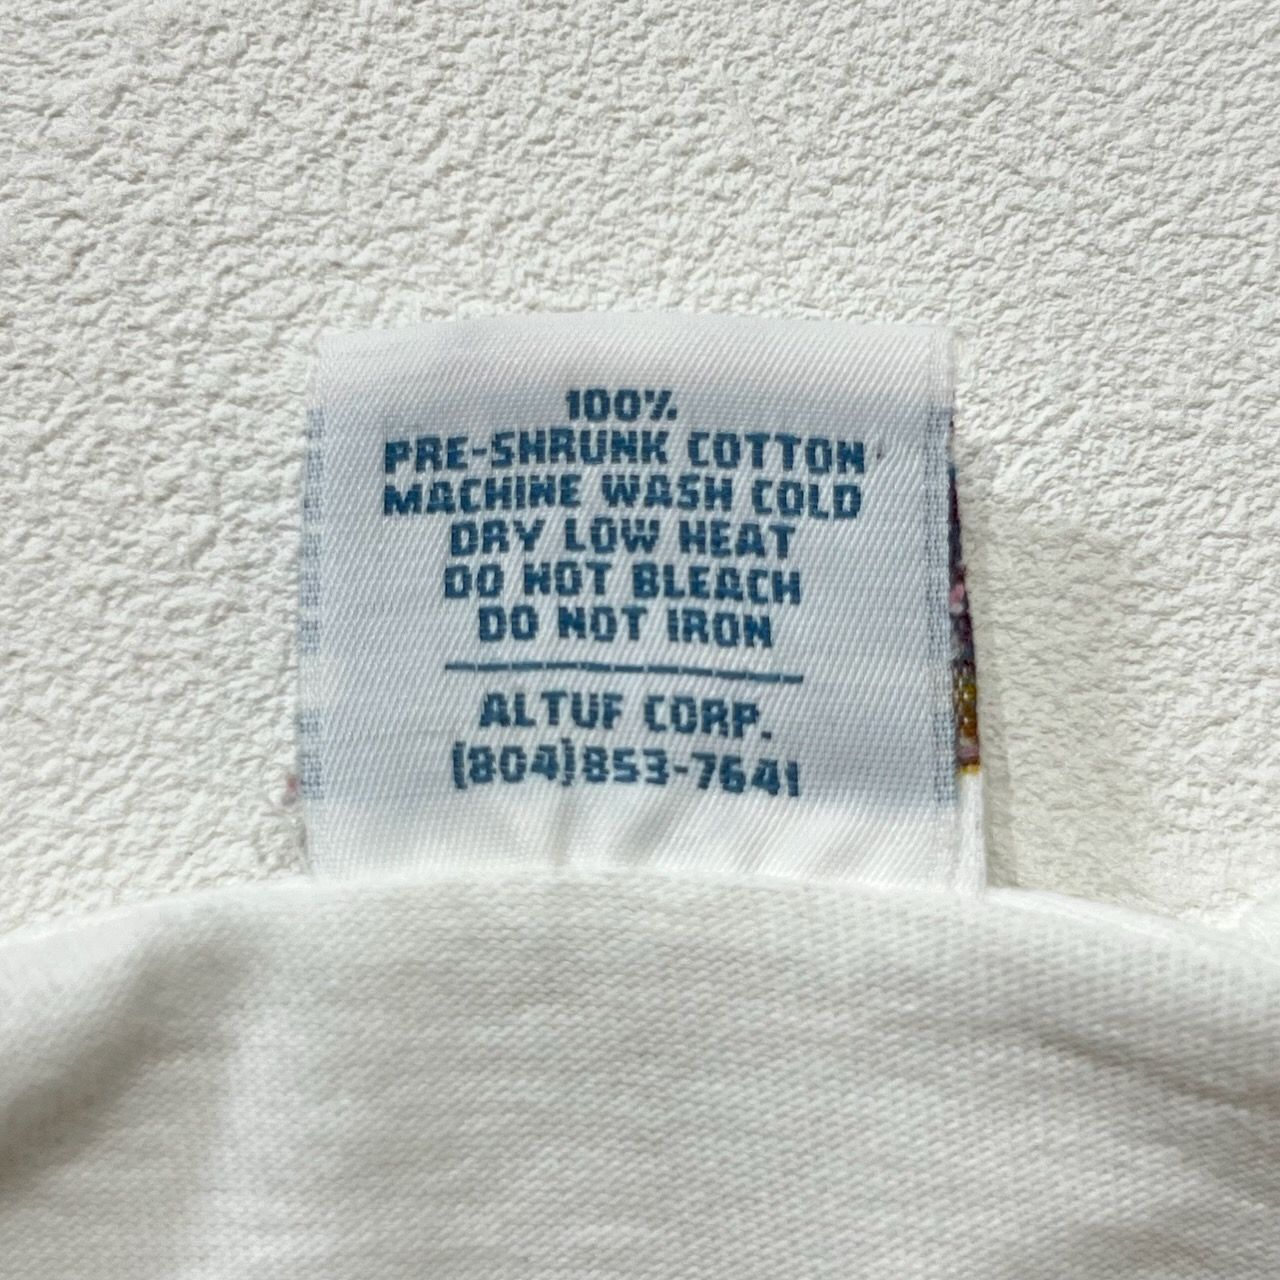 100%
PRE-SHRUNK COTTON
MACHINE WASH COLD
DRY LOW HEAT
DO NOT BLEACH
DO NOT IRON
ALTUF CORP.
(804)853-7641